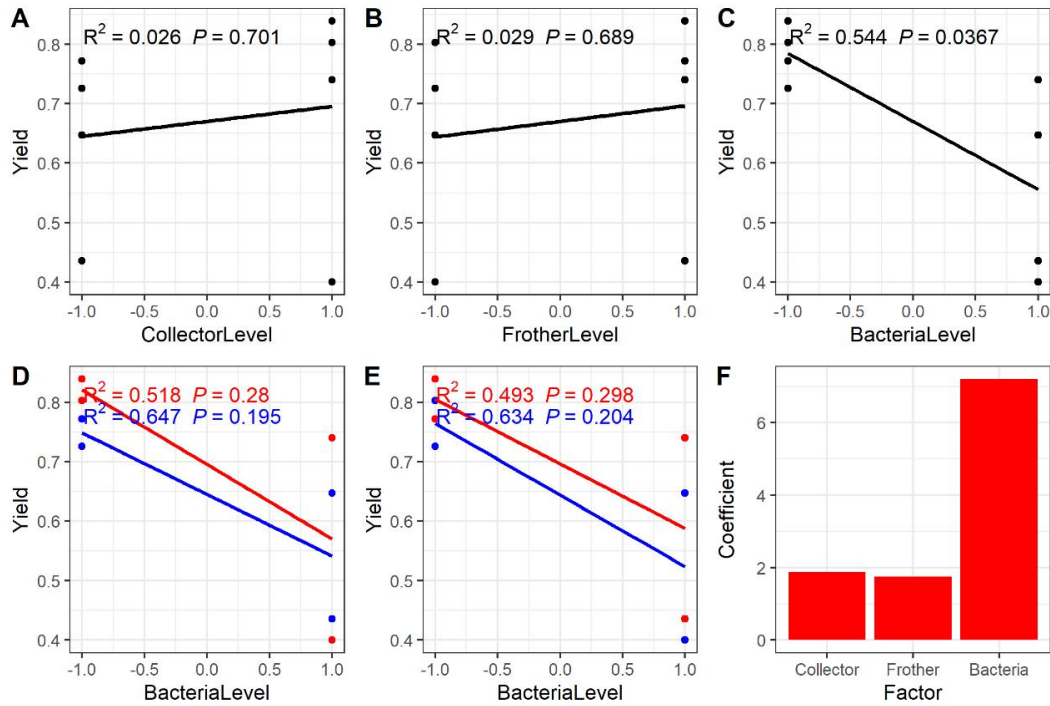 A
R² = 0.026 P = 0.701
0.8
0.7
0.6
0.5
0.4
Yield
-1.0 -0.5 0.0 0.5 1.0
CollectorLevel
B
R² = 0.029 P = 0.689
0.8
0.7
0.6
0.5
0.4
Yield
-1.0 -0.5 0.0 0.5 1.0
FrotherLevel
C
R² = 0.544 P = 0.0367
0.8
0.7
0.6
0.5
0.4
Yield
-1.0 -0.5 0.0 0.5 1.0
BacteriaLevel
D
R² = 0.518 P = 0.28
R² = 0.647 P = 0.195
0.8
0.7
0.6
0.5
0.4
Yield
-1.0 -0.5 0.0 0.5 1.0
BacteriaLevel
E
R² = 0.493 P = 0.298
R² = 0.634 P = 0.204
0.8
0.7
0.6
0.5
0.4
Yield
-1.0 -0.5 0.0 0.5 1.0
BacteriaLevel
F
6
4
2
0
Coefficient
Collector Frother Bacteria
Factor